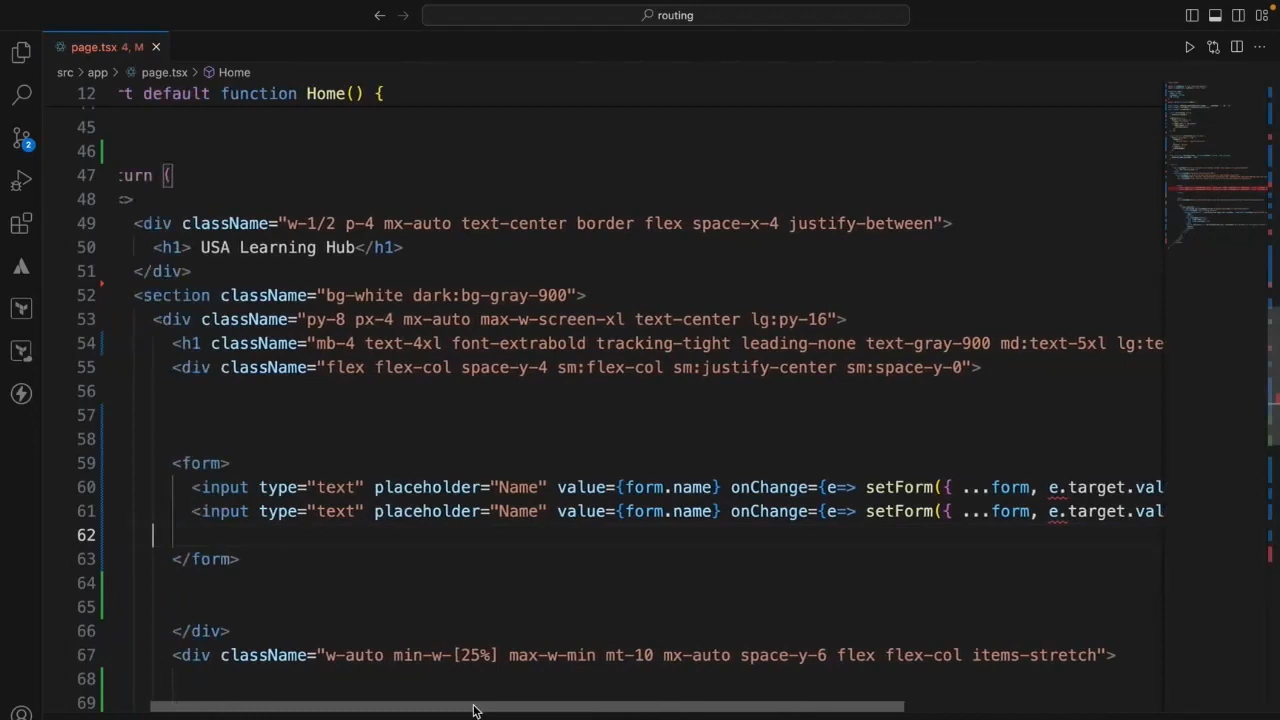 routing
page.tsx 4, M
src > app > page.tsx > Home
12 rt default function Home() {
45
46
47 turn (
48 <>
49 <div className="w-1/2 p-4 mx-auto text-center border flex space-x-4 justify-between">
50 <h1> USA Learning Hub</h1>
51 </div>
52 <section className="bg-white dark:bg-gray-900">
53 <div className="py-8 px-4 mx-auto max-w-screen-xl text-center lg:py-16">
54 <h1 className="mb-4 text-4xl font-extrabold tracking-tight leading-none text-gray-900 md:text-5xl lg:te
55 <div className="flex flex-col space-y-4 sm:flex-col sm:justify-center sm:space-y-0">
56
57
58
59 <form>
60 <input type="text" placeholder="Name" value={form.name} onChange={e=> setForm({ ...form, e.target.val
61 <input type="text" placeholder="Name" value={form.name} onChange={e=> setForm({ ...form, e.target.val
62
63 </form>
64
65
66 </div>
67 <div className="w-auto min-w-[25%] max-w-min mt-10 mx-auto space-y-6 flex flex-col items-stretch">
68
69
2